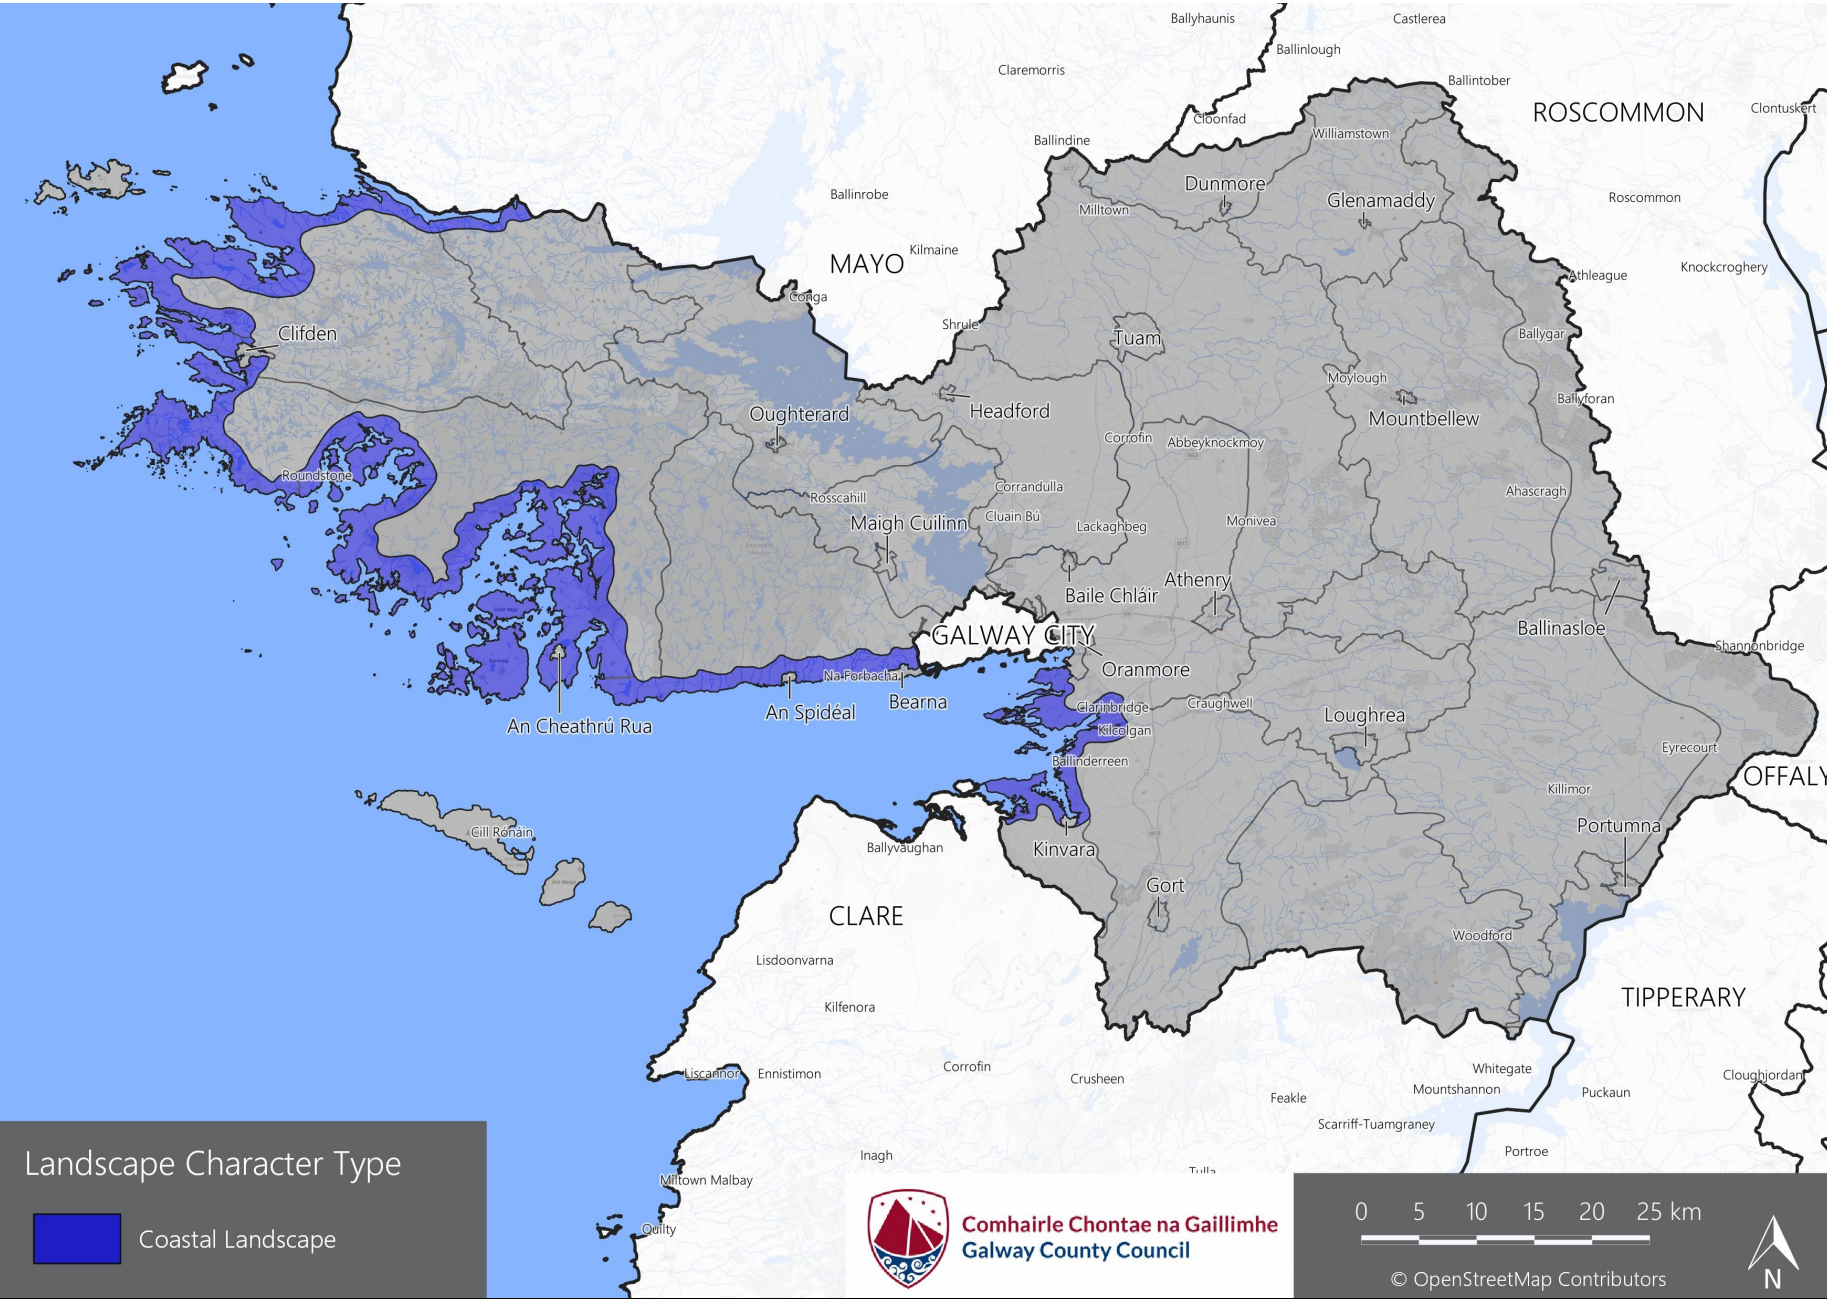 Ballyhaunis
Castlerea
Ballinlough
Claremorris
Ballintober
ROSCOMMON
Clontuskert
Cloonfad
Williamstown
Ballindine
Dunmore
Ballinrobe
Glenamaddy
Roscommon
Milltown
Kilmaine
MAYO
Knockcroghery
Athleague
Conga
Shrule
Clifden
Tuam
Ballygar
Moylough
Ballyforan
Oughterard
Headford
Mountbellew
Corrofin
Abbeyknockmoy
Roundstone
Rosscahill
Corrandulla
Ahascragh
Maigh Cuilinn
Cluain Bú
Lackaghbeg
Monivea
Athenry
Baile Chláir
Ballinasloe
GALWAY CITY
Shannonbridge
Oranmore
Na Forbacha
Bearna
Clarinbridge
Craughwell
An Spidéal
Loughrea
An Cheathrú Rua
Kilcolgan
Eyrecourt
Ballinderreen
OFFALY
Killimor
Cill Rónáin
Portumna
Ballyvaughan
Kinvara
Gort
CLARE
Woodford
Lisdoonvarna
TIPPERARY
Kilfenora
Corrofin
Liscannor
Ennistimon
Crusheen
Whitegate
Cloughjordan
Mountshannon
Puckaun
Feakle
Scarriff-Tuamgraney
Inagh
Portroe
Tulla
Miltown Malbay
Quilty
Landscape Character Type
Coastal Landscape
Comhairle Chontae na Gaillimhe
Galway County Council
0 5 10 15 20 25 km
© OpenStreetMap Contributors
N